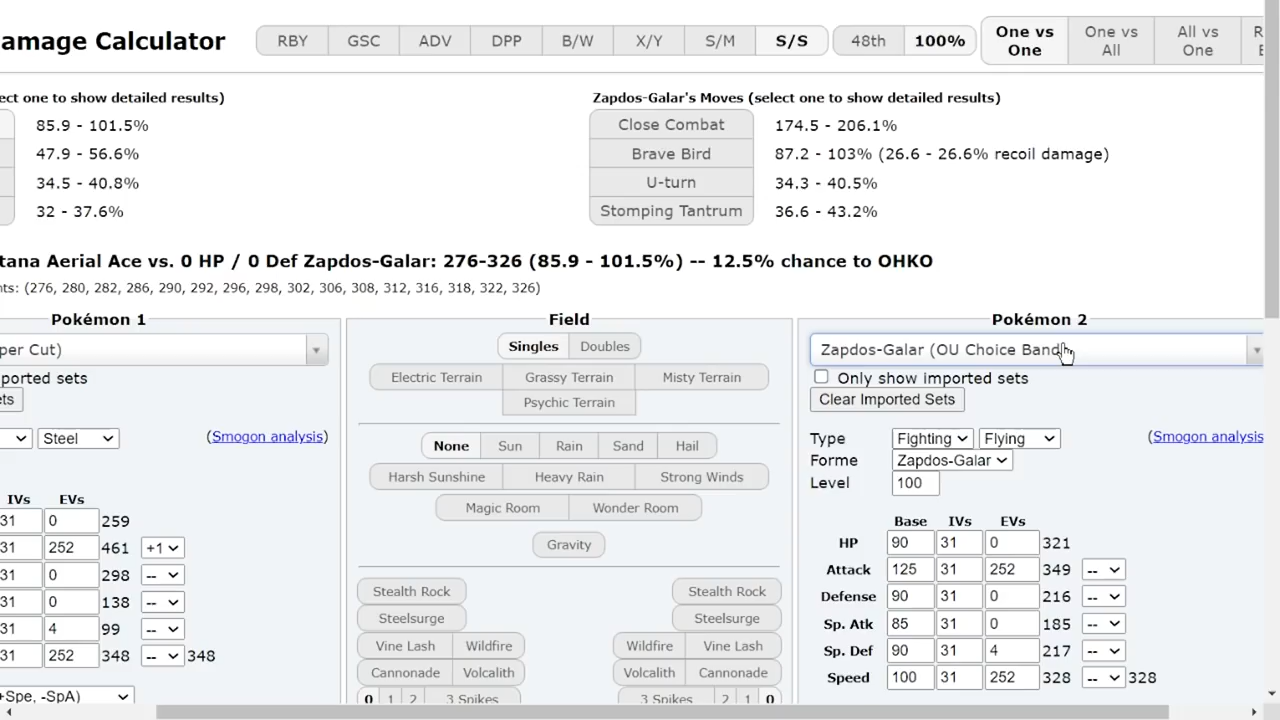 amage Calculator
RBY GSC ADV DPP B/W X/Y S/M S/S 48th 100% One vs One One vs All All vs One
ect one to show detailed results)
85.9 - 101.5%
47.9 - 56.6%
34.5 - 40.8%
32 - 37.6%
Zapdos-Galar's Moves (select one to show detailed results)
Close Combat 174.5 - 206.1%
Brave Bird 87.2 - 103% (26.6 - 26.6% recoil damage)
U-turn 34.3 - 40.5%
Stomping Tantrum 36.6 - 43.2%
tana Aerial Ace vs. 0 HP / 0 Def Zapdos-Galar: 276-326 (85.9 - 101.5%) -- 12.5% chance to OHKO
nts: (276, 280, 282, 286, 290, 292, 296, 298, 302, 306, 308, 312, 316, 318, 322, 326)
Pokémon 1
per Cut)
ported sets
ets
Steel (Smogon analysis)
IVs EVs
31 0 259
31 252 461 +1
31 0 298 --
31 0 138 --
31 4 99 --
31 252 348 -- 348
+Spe, -SpA)
Field
Singles Doubles
Electric Terrain Grassy Terrain Misty Terrain
Psychic Terrain
None Sun Rain Sand Hail
Harsh Sunshine Heavy Rain Strong Winds
Magic Room Wonder Room
Gravity
Stealth Rock Stealth Rock
Steelsurge Steelsurge
Vine Lash Wildfire Wildfire Vine Lash
Cannonade Volcalith Volcalith Cannonade
0 1 2 3 Spikes 3 Spikes 2 1 0
Pokémon 2
Zapdos-Galar (OU Choice Band)
Only show imported sets
Clear Imported Sets
Type Fighting Flying (Smogon analysis
Forme Zapdos-Galar
Level 100
Base IVs EVs
HP 90 31 0 321
Attack 125 31 252 349 --
Defense 90 31 0 216 --
Sp. Atk 85 31 0 185 --
Sp. Def 90 31 4 217 --
Speed 100 31 252 328 -- 328